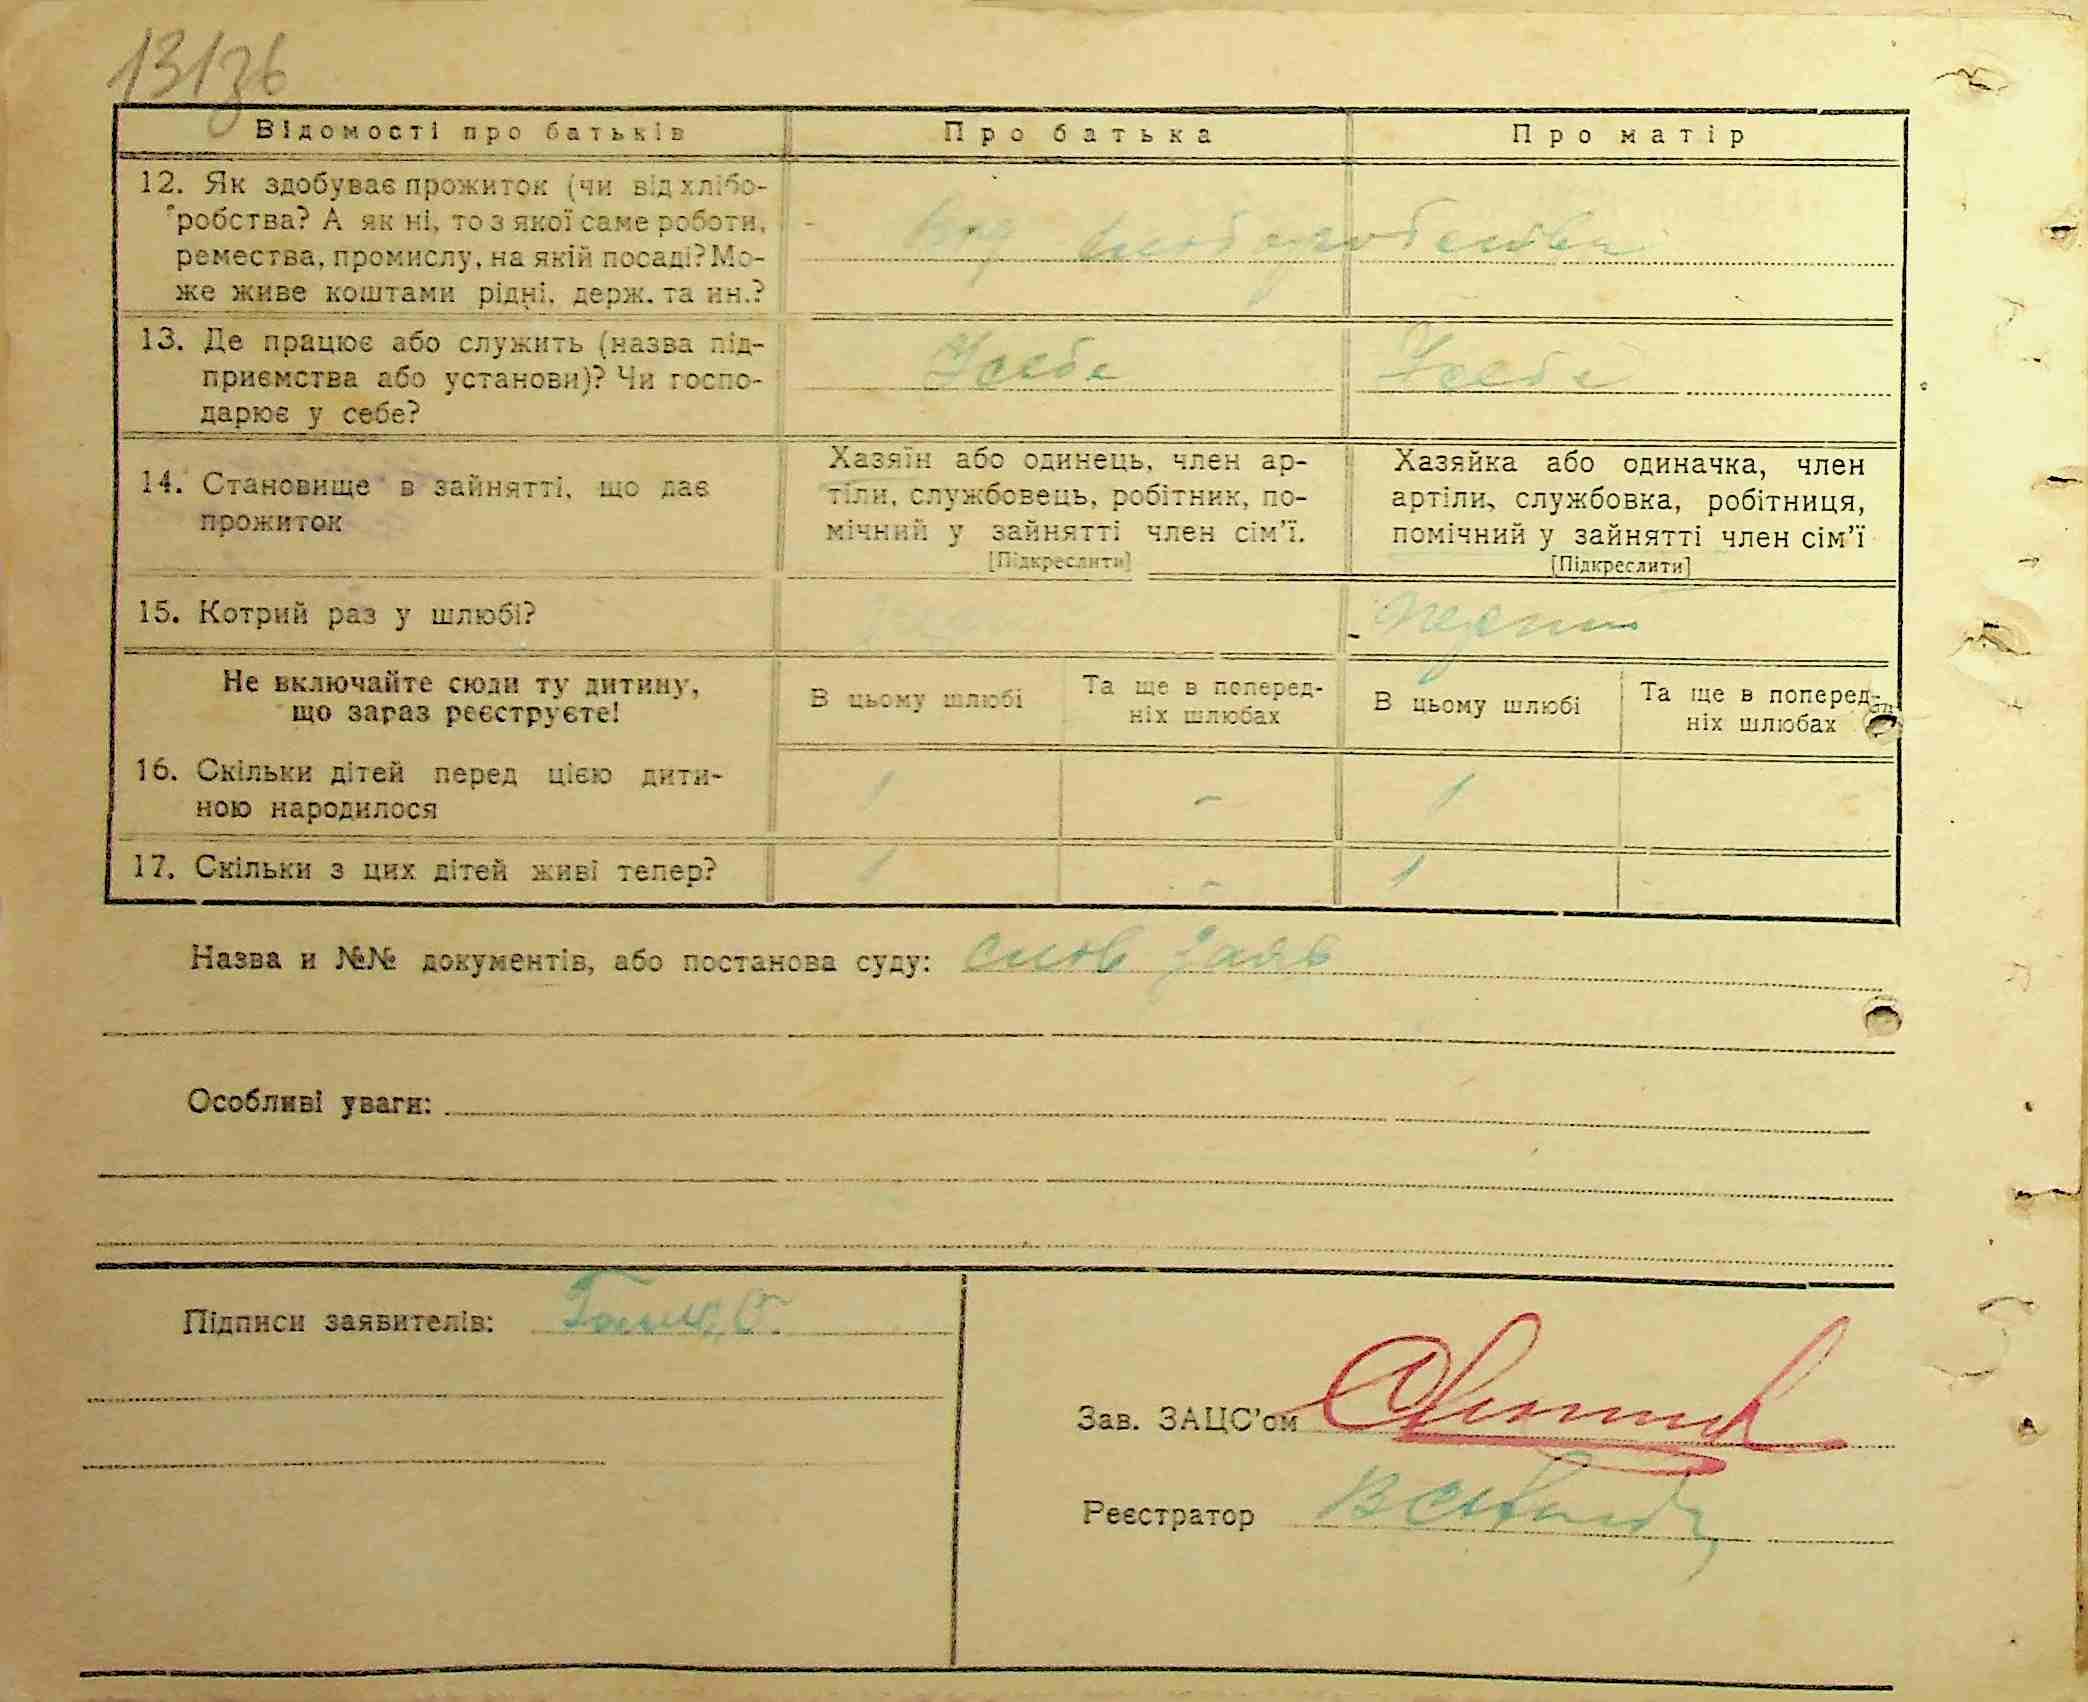 131зв
Відомості про батьків
Про батька
Про матір
12. Як здобуває прожиток (чи від хлібо-
робства? А як ні, то з якої саме роботи,
ремества, промислу, на якій посаді? Мо-
же живе коштами рідні, держ. та ин.?
від хлоборобства
13. Де працює або служить (назва під-
приємства або установи)? Чи госпо-
дарює у себе?
У себе
У себе
14. Становище в зайнятті, що дає
прожиток
Хазяїн або одинець, член ар-
тіли, службовець, робітник, по-
мічний у зайнятті член сім'ї.
[Підкреслити]
Хазяйка або одиначка, член
артіли, службовка, робітниця,
помічний у зайнятті член сім'ї
[Підкреслити]
15. Котрий раз у шлюбі?
Не включайте сюди ту дитину,
що зараз реєструєте!
В цьому шлюбі
Та ще в поперед-
ніх шлюбах
В цьому шлюбі
Та ще в поперед-
ніх шлюбах
16. Скільки дітей перед цією дити-
ною народилося
1 - 1
17. Скільки з цих дітей живі тепер?
1 - 1
Назва и №№ документів, або постанова суду: слов заяв
Особливі уваги:
Підписи заявителів:
Зав. ЗАЦС'ом
Реєстратор